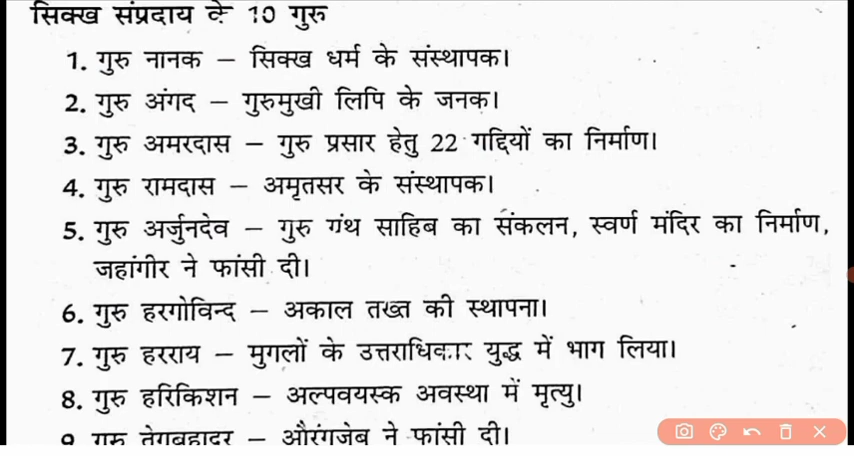 सिक्ख संप्रदाय के 10 गुरु
1. गुरु नानक – सिक्ख धर्म के संस्थापक।
2. गुरु अंगद – गुरुमुखी लिपि के जनक।
3. गुरु अमरदास – गुरु प्रसार हेतु 22 गद्दियों का निर्माण।
4. गुरु रामदास – अमृतसर के संस्थापक।
5. गुरु अर्जुनदेव – गुरु गंथ साहिब का संकलन, स्वर्ण मंदिर का निर्माण,
जहांगीर ने फांसी दी।
6. गुरु हरगोविन्द – अकाल तख्त की स्थापना।
7. गुरु हरराय – मुगलों के उत्तराधिकार युद्ध में भाग लिया।
8. गुरु हरिकिशन – अल्पवयस्क अवस्था में मृत्यु।
9 गुरु तेगबहादुर – औरंगजेब ने फांसी दी।